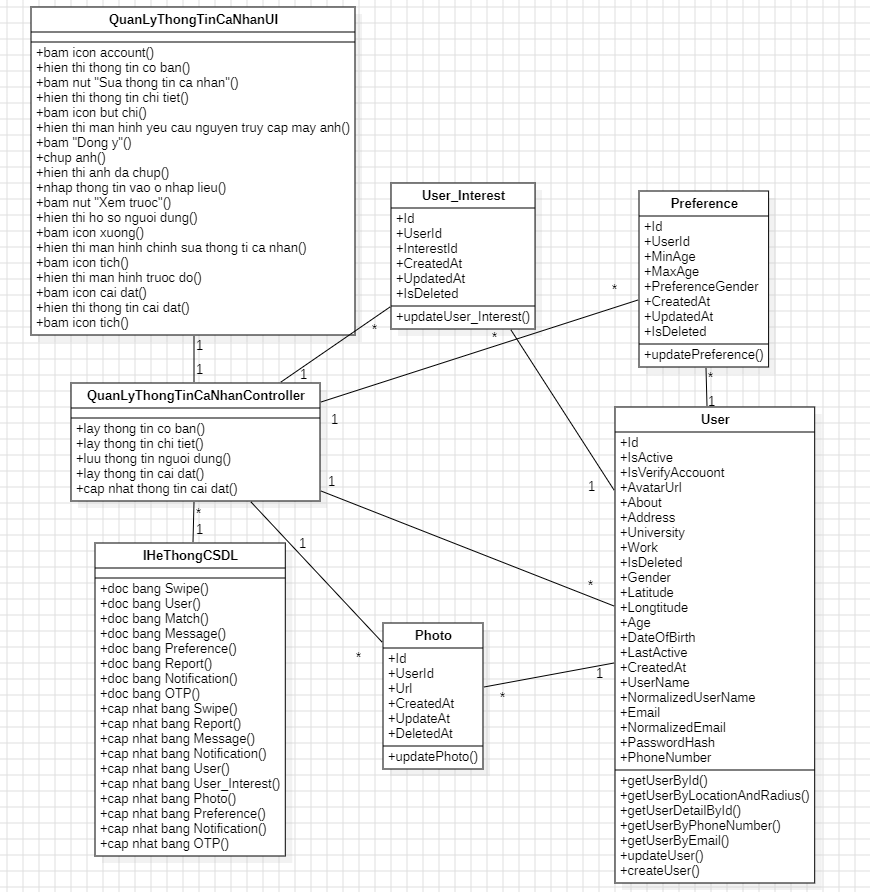 QuanLyThongTinCaNhanUI
+bam icon account()
+hien thi thong tin co ban()
+bam nut "Sua thong tin ca nhan"()
+hien thi thong tin chi tiet()
+bam icon but chi()
+hien thi man hinh yeu cau nguyen truy cap may anh()
+bam "Dong y"()
+chup anh()
+hien thi anh da chup()
+nhap thong tin vao o nhap lieu()
+bam nut "Xem truoc"()
+hien thi ho so nguoi dung()
+bam icon xuong()
+hien thi man hinh chinh sua thong ti ca nhan()
+bam icon tich()
+hien thi man hinh truoc do()
+bam icon cai dat()
+hien thi thong tin cai dat()
+bam icon tich()
User_Interest
+Id
+UserId
+InterestId
+CreatedAt
+UpdatedAt
+IsDeleted
+updateUser_Interest()
Preference
+Id
+UserId
+MinAge
+MaxAge
+PreferenceGender
+CreatedAt
+UpdatedAt
+IsDeleted
+updatePreference()
1
1
*
1
*
*
1
*
1
QuanLyThongTinCaNhanController
+lay thong tin co ban()
+lay thong tin chi tiet()
+luu thong tin nguoi dung()
+lay thong tin cai dat()
+cap nhat thong tin cai dat()
1
1
*
1
1
*
IHeThongCSDL
+doc bang Swipe()
+doc bang User()
+doc bang Match()
+doc bang Message()
+doc bang Preference()
+doc bang Report()
+doc bang Notification()
+doc bang OTP()
+cap nhat bang Swipe()
+cap nhat bang Report()
+cap nhat bang Message()
+cap nhat bang Notification()
+cap nhat bang User()
+cap nhat bang User_Interest()
+cap nhat bang Photo()
+cap nhat bang Preference()
+cap nhat bang Notification()
+cap nhat bang OTP()
*
Photo
+Id
+UserId
+Url
+CreatedAt
+UpdateAt
+DeletedAt
+updatePhoto()
*
1
User
+Id
+IsActive
+IsVerifyAccouont
+AvatarUrl
+About
+Address
+University
+Work
+IsDeleted
+Gender
+Latitude
+Longtitude
+Age
+DateOfBirth
+LastActive
+CreatedAt
+UserName
+NormalizedUserName
+Email
+NormalizedEmail
+PasswordHash
+PhoneNumber
+getUserById()
+getUserByLocationAndRadius()
+getUserDetailById()
+getUserByPhoneNumber()
+getUserByEmail()
+updateUser()
+createUser()